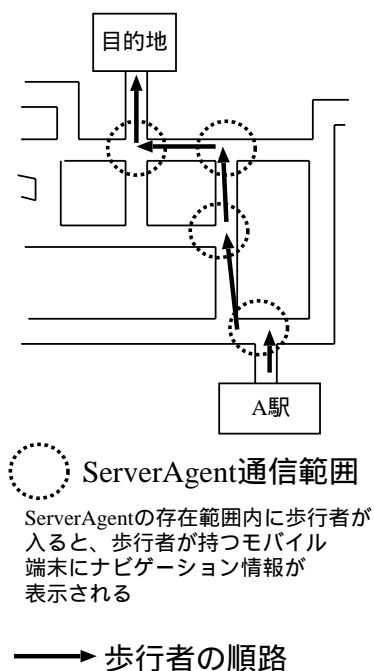 目的地
A駅
ServerAgent通信範囲
ServerAgentの存在範囲内に歩行者が
入ると、歩行者が持つモバイル
端末にナビゲーション情報が
表示される
歩行者の順路